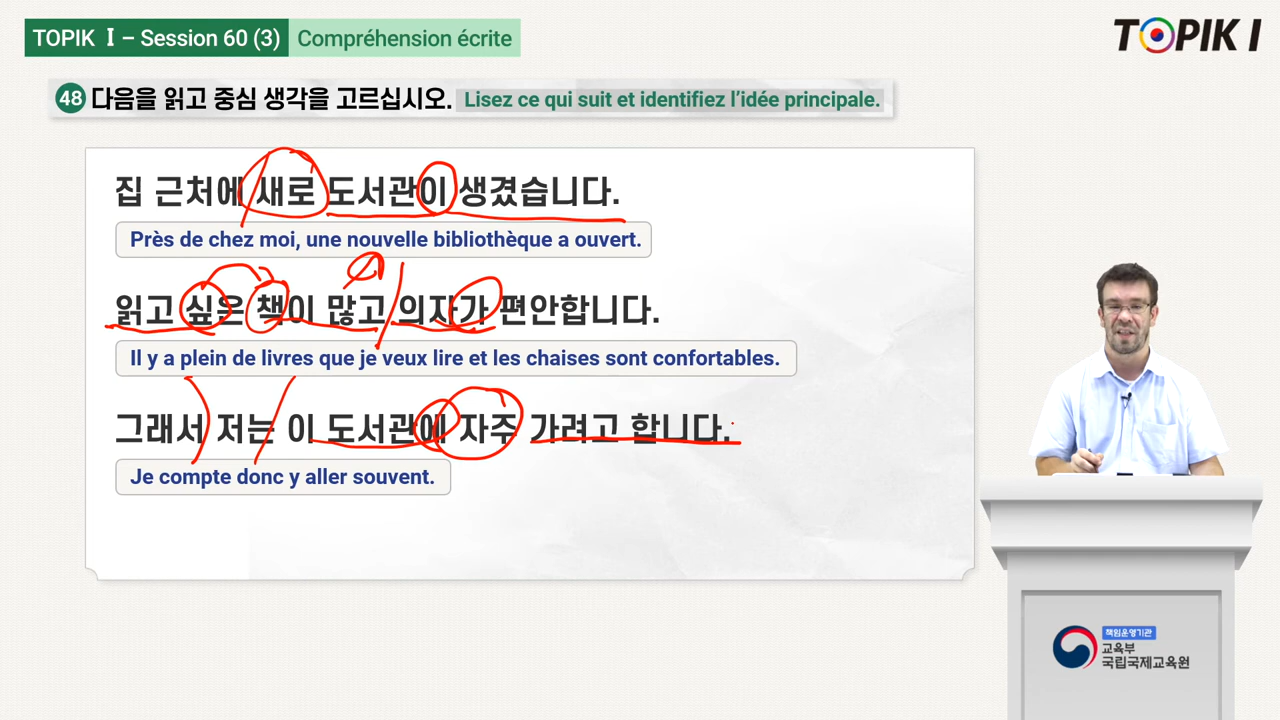 TOPIK Ⅰ – Session 60 (3) Compréhension écrite
TOPIK I
48 다음을 읽고 중심 생각을 고르십시오. Lisez ce qui suit et identifiez l’idée principale.
집 근처에 새로 도서관이 생겼습니다.
Près de chez moi, une nouvelle bibliothèque a ouvert.
읽고 싶은 책이 많고 의자가 편안합니다.
Il y a plein de livres que je veux lire et les chaises sont confortables.
그래서 저는 이 도서관에 자주 가려고 합니다.
Je compte donc y aller souvent.
책임운영기관
교육부
국립국제교육원